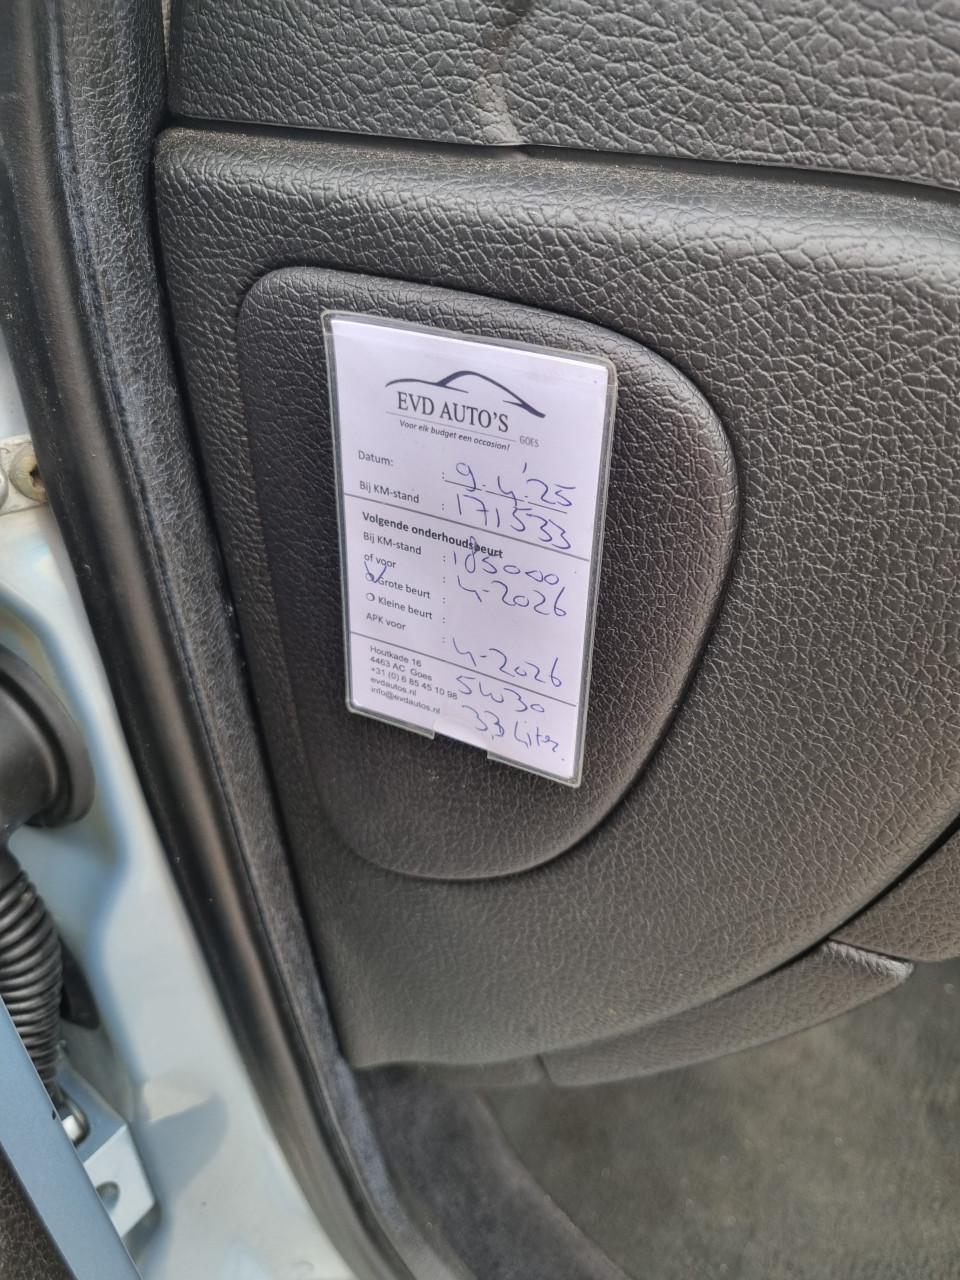 EVD AUTO'S
GOES
Voor elk budget een occasion!
Datum: : 9.4.'25
Bij KM-stand : 171533
Volgende onderhoudsbeurt
Bij KM-stand : 185000
of voor : 4-2026
Grote beurt :
Kleine beurt :
APK voor : 4-2026
Houtkade 16
4463 AC Goes
+31 (0) 6 85 45 10 98
evdautos.nl
info@evdautos.nl
5W30
3,3 Liter.